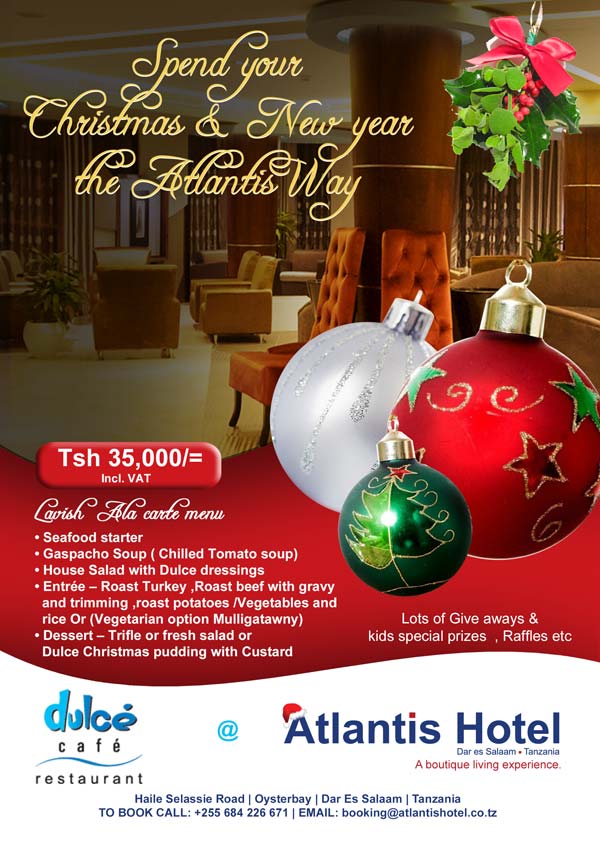 Spend your
Christmas & New year
the Atlantis Way
Tsh 35,000/=
Incl. VAT
Lavish Ala carte menu
• Seafood starter
• Gaspacho Soup ( Chilled Tomato soup)
• House Salad with Dulce dressings
• Entrée – Roast Turkey ,Roast beef with gravy
and trimming ,roast potatoes /Vegetables and
rice Or (Vegetarian option Mulligatawny)
• Dessert – Trifle or fresh salad or
Dulce Christmas pudding with Custard
Lots of Give aways &
kids special prizes , Raffles etc
dulcé
café
restaurant
@
Atlantis Hotel
Dar es Salaam • Tanzania
A boutique living experience.
Haile Selassie Road | Oysterbay | Dar Es Salaam | Tanzania
TO BOOK CALL: +255 684 226 671 | EMAIL: booking@atlantishotel.co.tz